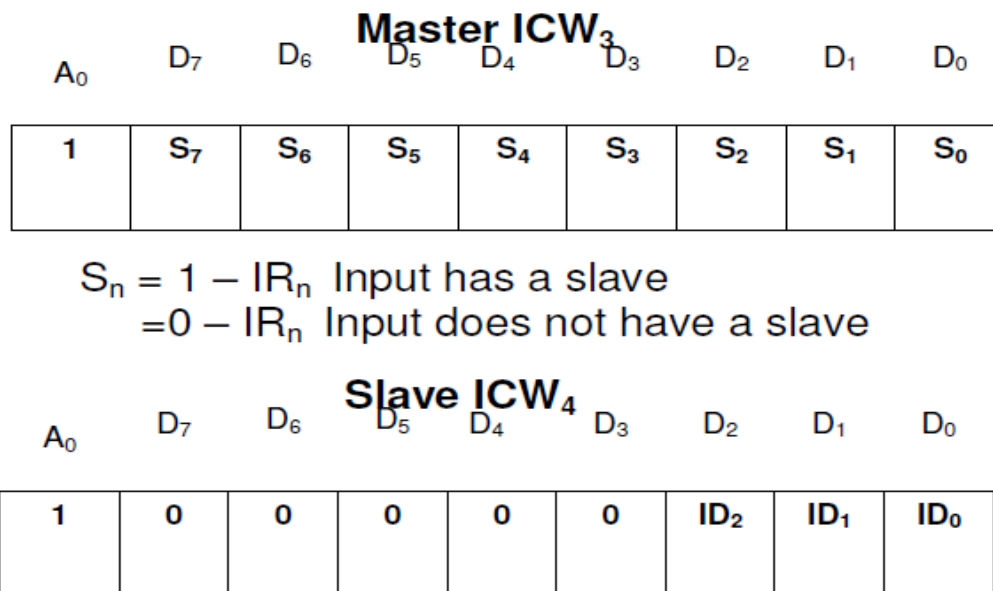 Master ICW₃
A₀ D₇ D₆ D₅ D₄ D₃ D₂ D₁ D₀
1 S₇ S₆ S₅ S₄ S₃ S₂ S₁ S₀
Sₙ = 1 – IRₙ Input has a slave
=0 – IRₙ Input does not have a slave
Slave ICW₄
A₀ D₇ D₆ D₅ D₄ D₃ D₂ D₁ D₀
1 0 0 0 0 0 ID₂ ID₁ ID₀